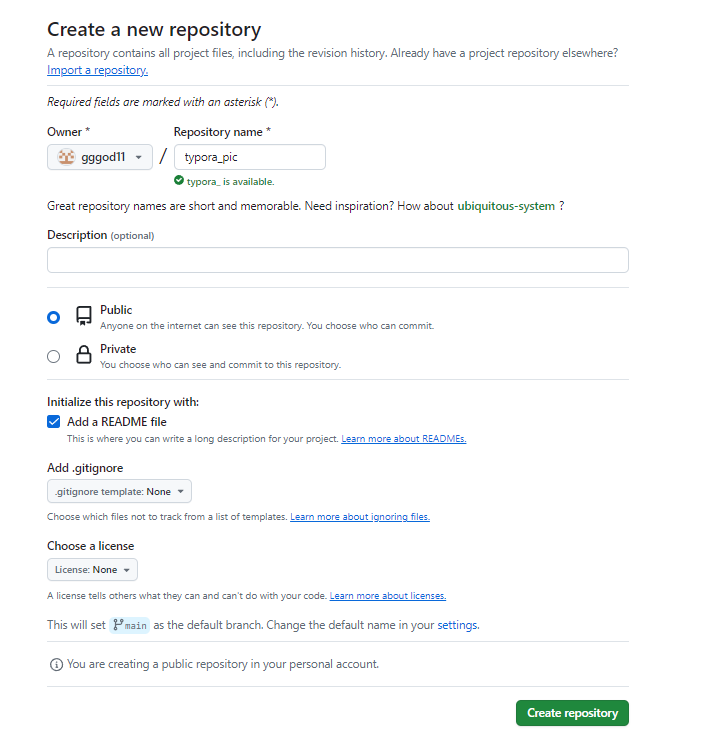 Create a new repository
A repository contains all project files, including the revision history. Already have a project repository elsewhere?
Import a repository.
Required fields are marked with an asterisk (*).
Owner * Repository name *
gggod11 / typora_pic
typora_ is available.
Great repository names are short and memorable. Need inspiration? How about ubiquitous-system ?
Description (optional)
Public
Anyone on the internet can see this repository. You choose who can commit.
Private
You choose who can see and commit to this repository.
Initialize this repository with:
Add a README file
This is where you can write a long description for your project. Learn more about READMEs.
Add .gitignore
.gitignore template: None
Choose which files not to track from a list of templates. Learn more about ignoring files.
Choose a license
License: None
A license tells others what they can and can't do with your code. Learn more about licenses.
This will set main as the default branch. Change the default name in your settings.
You are creating a public repository in your personal account.
Create repository